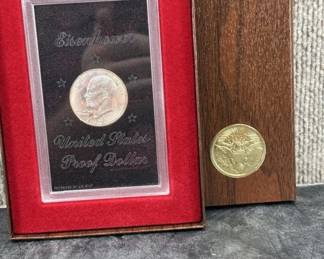 Eisenhower
United States
Proof Dollar